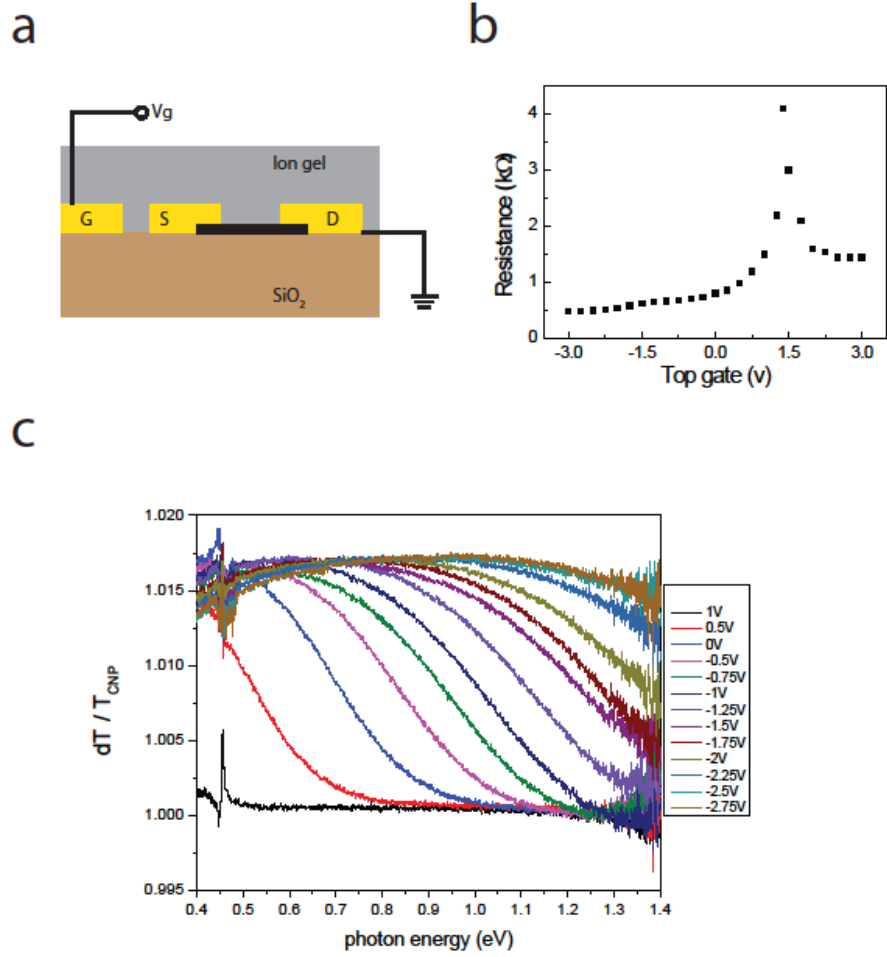 a
Vg
Ion gel
G
S
D
SiO₂
b
Resistance (kΩ)
4
3
2
1
0
-3.0 -1.5 0.0 1.5 3.0
Top gate (v)
c
dT / T_CNP
1.020
1.015
1.010
1.005
1.000
0.995
0.4 0.5 0.6 0.7 0.8 0.9 1.0 1.1 1.2 1.3 1.4
photon energy (eV)
1V
0.5V
0V
-0.5V
-0.75V
-1V
-1.25V
-1.5V
-1.75V
-2V
-2.25V
-2.5V
-2.75V